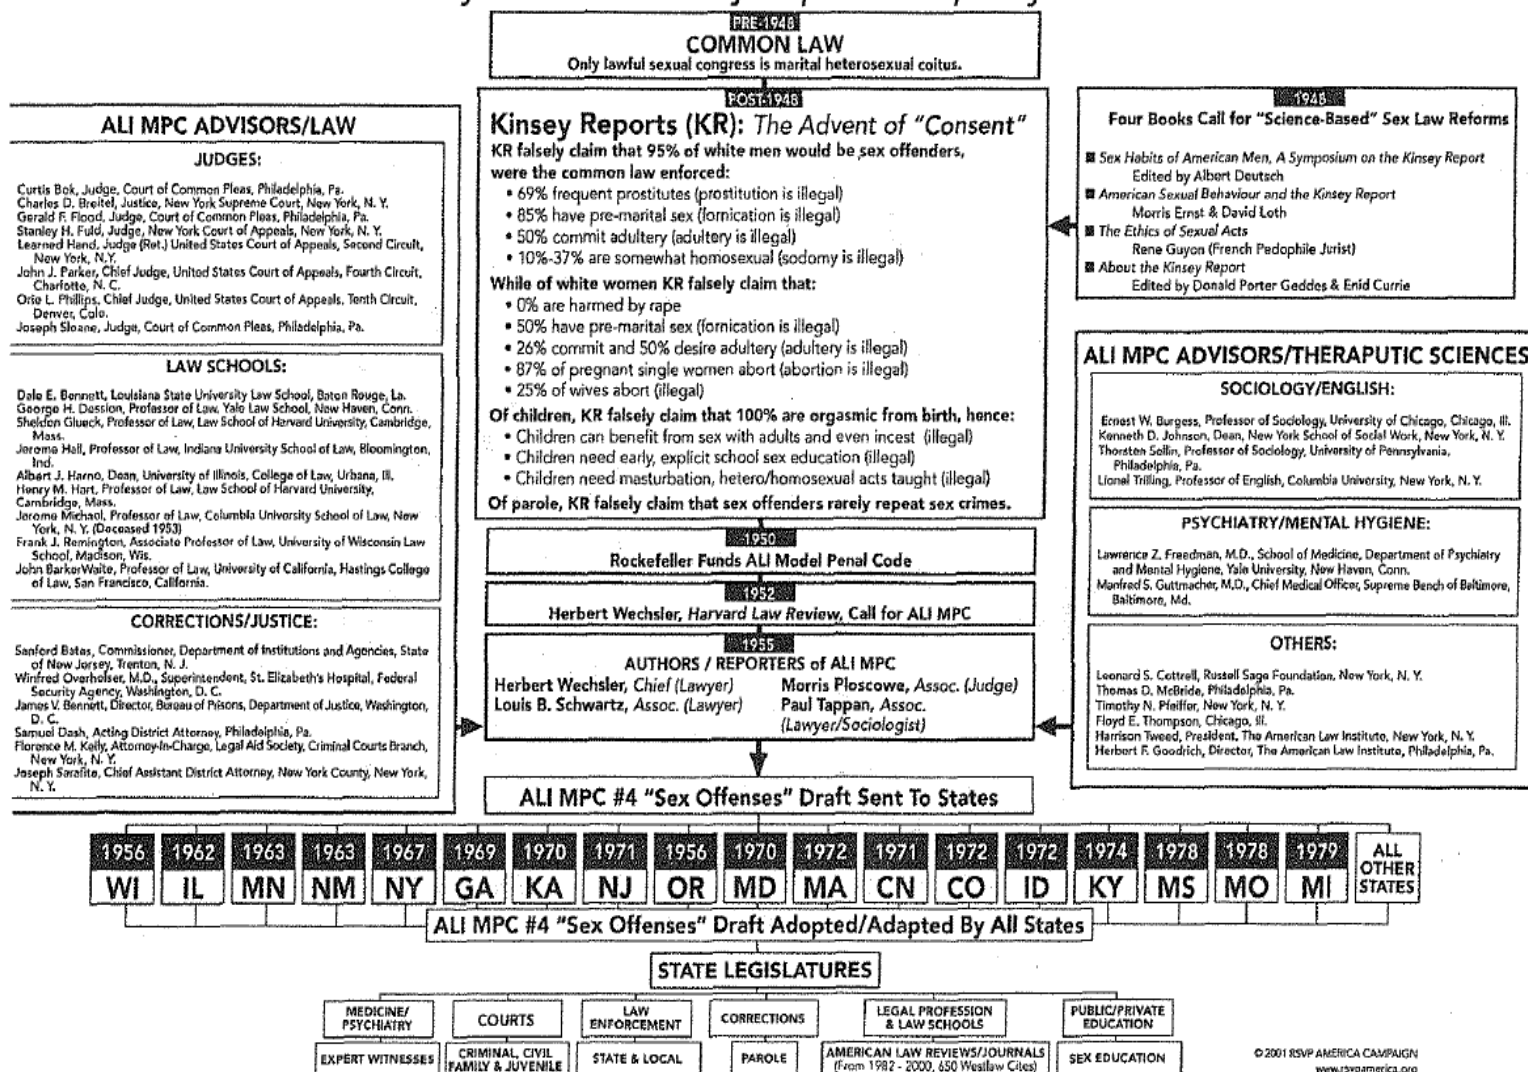 PRE-1948
COMMON LAW
Only lawful sexual congress is marital heterosexual coitus.
ALI MPC ADVISORS/LAW
JUDGES:
Curtis Bok, Judge, Court of Common Pleas, Philadelphia, Pa.
Charles D. Breitel, Justice, New York Supreme Court, New York, N. Y.
Gerald F. Flood, Judge, Court of Common Pleas, Philadelphia, Pa.
Stanley H. Fuld, Judge, New York Court of Appeals, New York, N. Y.
Learned Hand, Judge (Ret.) United States Court of Appeals, Second Circuit,
New York, N.Y.
John J. Parker, Chief Judge, United States Court of Appeals, Fourth Circuit,
Charlotte, N. C.
Orie L. Phillips, Chief Judge, United States Court of Appeals, Tenth Circuit,
Denver, Colo.
Joseph Sloane, Judge, Court of Common Pleas, Philadelphia, Pa.
LAW SCHOOLS:
Dale E. Bennett, Louisiana State University Law School, Baton Rouge, La.
George H. Dession, Professor of Law, Yale Law School, New Haven, Conn.
Sheldon Glueck, Professor of Law, Law School of Harvard University, Cambridge,
Mass.
Jerome Hall, Professor of Law, Indiana University School of Law, Bloomington,
Ind.
Albert J. Harno, Dean, University of Illinois, College of Law, Urbana, Ill.
Henry M. Hart, Professor of Law, Law School of Harvard University,
Cambridge, Mass.
Jerome Michael, Professor of Law, Columbia University School of Law, New
York, N. Y. (Deceased 1953)
Frank J. Remington, Associate Professor of Law, University of Wisconsin Law
School, Madison, Wis.
John BarkerWaite, Professor of Law, University of California, Hastings College
of Law, San Francisco, California.
CORRECTIONS/JUSTICE:
Sanford Bates, Commissioner, Department of Institutions and Agencies, State
of New Jersey, Trenton, N. J.
Winfred Overholser, M.D., Superintendent, St. Elizabeth's Hospital, Federal
Security Agency, Washington, D. C.
James V. Bennett, Director, Bureau of Prisons, Department of Justice, Washington,
D. C.
Samuel Dash, Acting District Attorney, Philadelphia, Pa.
Florence M. Kelly, Attorney-In-Charge, Legal Aid Society, Criminal Courts Branch,
New York, N. Y.
Joseph Sarafite, Chief Assistant District Attorney, New York County, New York,
N. Y.
POST-1948
Kinsey Reports (KR): The Advent of "Consent"
KR falsely claim that 95% of white men would be sex offenders,
were the common law enforced:
• 69% frequent prostitutes (prostitution is illegal)
• 85% have pre-marital sex (fornication is illegal)
• 50% commit adultery (adultery is illegal)
• 10%-37% are somewhat homosexual (sodomy is illegal)
While of white women KR falsely claim that:
• 0% are harmed by rape
• 50% have pre-marital sex (fornication is illegal)
• 26% commit and 50% desire adultery (adultery is illegal)
• 87% of pregnant single women abort (abortion is illegal)
• 25% of wives abort (illegal)
Of children, KR falsely claim that 100% are orgasmic from birth, hence:
• Children can benefit from sex with adults and even incest (illegal)
• Children need early, explicit school sex education (illegal)
• Children need masturbation, hetero/homosexual acts taught (illegal)
Of parole, KR falsely claim that sex offenders rarely repeat sex crimes.
1950
Rockefeller Funds ALI Model Penal Code
1952
Herbert Wechsler, Harvard Law Review, Call for ALI MPC
1955
AUTHORS / REPORTERS of ALI MPC
Herbert Wechsler, Chief (Lawyer)
Louis B. Schwartz, Assoc. (Lawyer)
Morris Ploscowe, Assoc. (Judge)
Paul Tappan, Assoc.
(Lawyer/Sociologist)
1948
Four Books Call for "Science-Based" Sex Law Reforms
■ Sex Habits of American Men, A Symposium on the Kinsey Report
Edited by Albert Deutsch
■ American Sexual Behaviour and the Kinsey Report
Morris Ernst & David Loth
■ The Ethics of Sexual Acts
Rene Guyon (French Pedophile Jurist)
■ About the Kinsey Report
Edited by Donald Porter Geddes & Enid Currie
ALI MPC ADVISORS/THERAPUTIC SCIENCES
SOCIOLOGY/ENGLISH:
Ernest W. Burgess, Professor of Sociology, University of Chicago, Chicago, Ill.
Kenneth D. Johnson, Dean, New York School of Social Work, New York, N. Y.
Thorsten Sellin, Professor of Sociology, University of Pennsylvania,
Philadelphia, Pa.
Lionel Trilling, Professor of English, Columbia University, New York, N. Y.
PSYCHIATRY/MENTAL HYGIENE:
Lawrence Z. Freedman, M.D., School of Medicine, Department of Psychiatry
and Mental Hygiene, Yale University, New Haven, Conn.
Manfred S. Guttmacher, M.D., Chief Medical Officer, Supreme Bench of Baltimore,
Baltimore, Md.
OTHERS:
Leonard S. Cottrell, Russell Sage Foundation, New York, N. Y.
Thomas D. McBride, Philadelphia, Pa.
Timothy N. Pfeiffer, New York, N. Y.
Floyd E. Thompson, Chicago, Ill.
Harrison Tweed, President, The American Law Institute, New York, N. Y.
Herbert F. Goodrich, Director, The American Law Institute, Philadelphia, Pa.
ALI MPC #4 "Sex Offenses" Draft Sent To States
1956 1962 1963 1963 1967 1969 1970 1971 1956 1970 1972 1971 1972 1972 1974 1978 1978 1979
WI IL MN NM NY GA KA NJ OR MD MA CN CO ID KY MS MO MI
ALL
OTHER
STATES
ALI MPC #4 "Sex Offenses" Draft Adopted/Adapted By All States
STATE LEGISLATURES
MEDICINE/
PSYCHIATRY
COURTS
LAW
ENFORCEMENT
CORRECTIONS
LEGAL PROFESSION
& LAW SCHOOLS
PUBLIC/PRIVATE
EDUCATION
EXPERT WITNESSES
CRIMINAL, CIVIL
FAMILY & JUVENILE
STATE & LOCAL
PAROLE
AMERICAN LAW REVIEWS/JOURNALS
(From 1982 - 2000, 650 Westlaw Cites)
SEX EDUCATION
© 2001 RSVP AMERICA CAMPAIGN
www.rsvpamerica.org